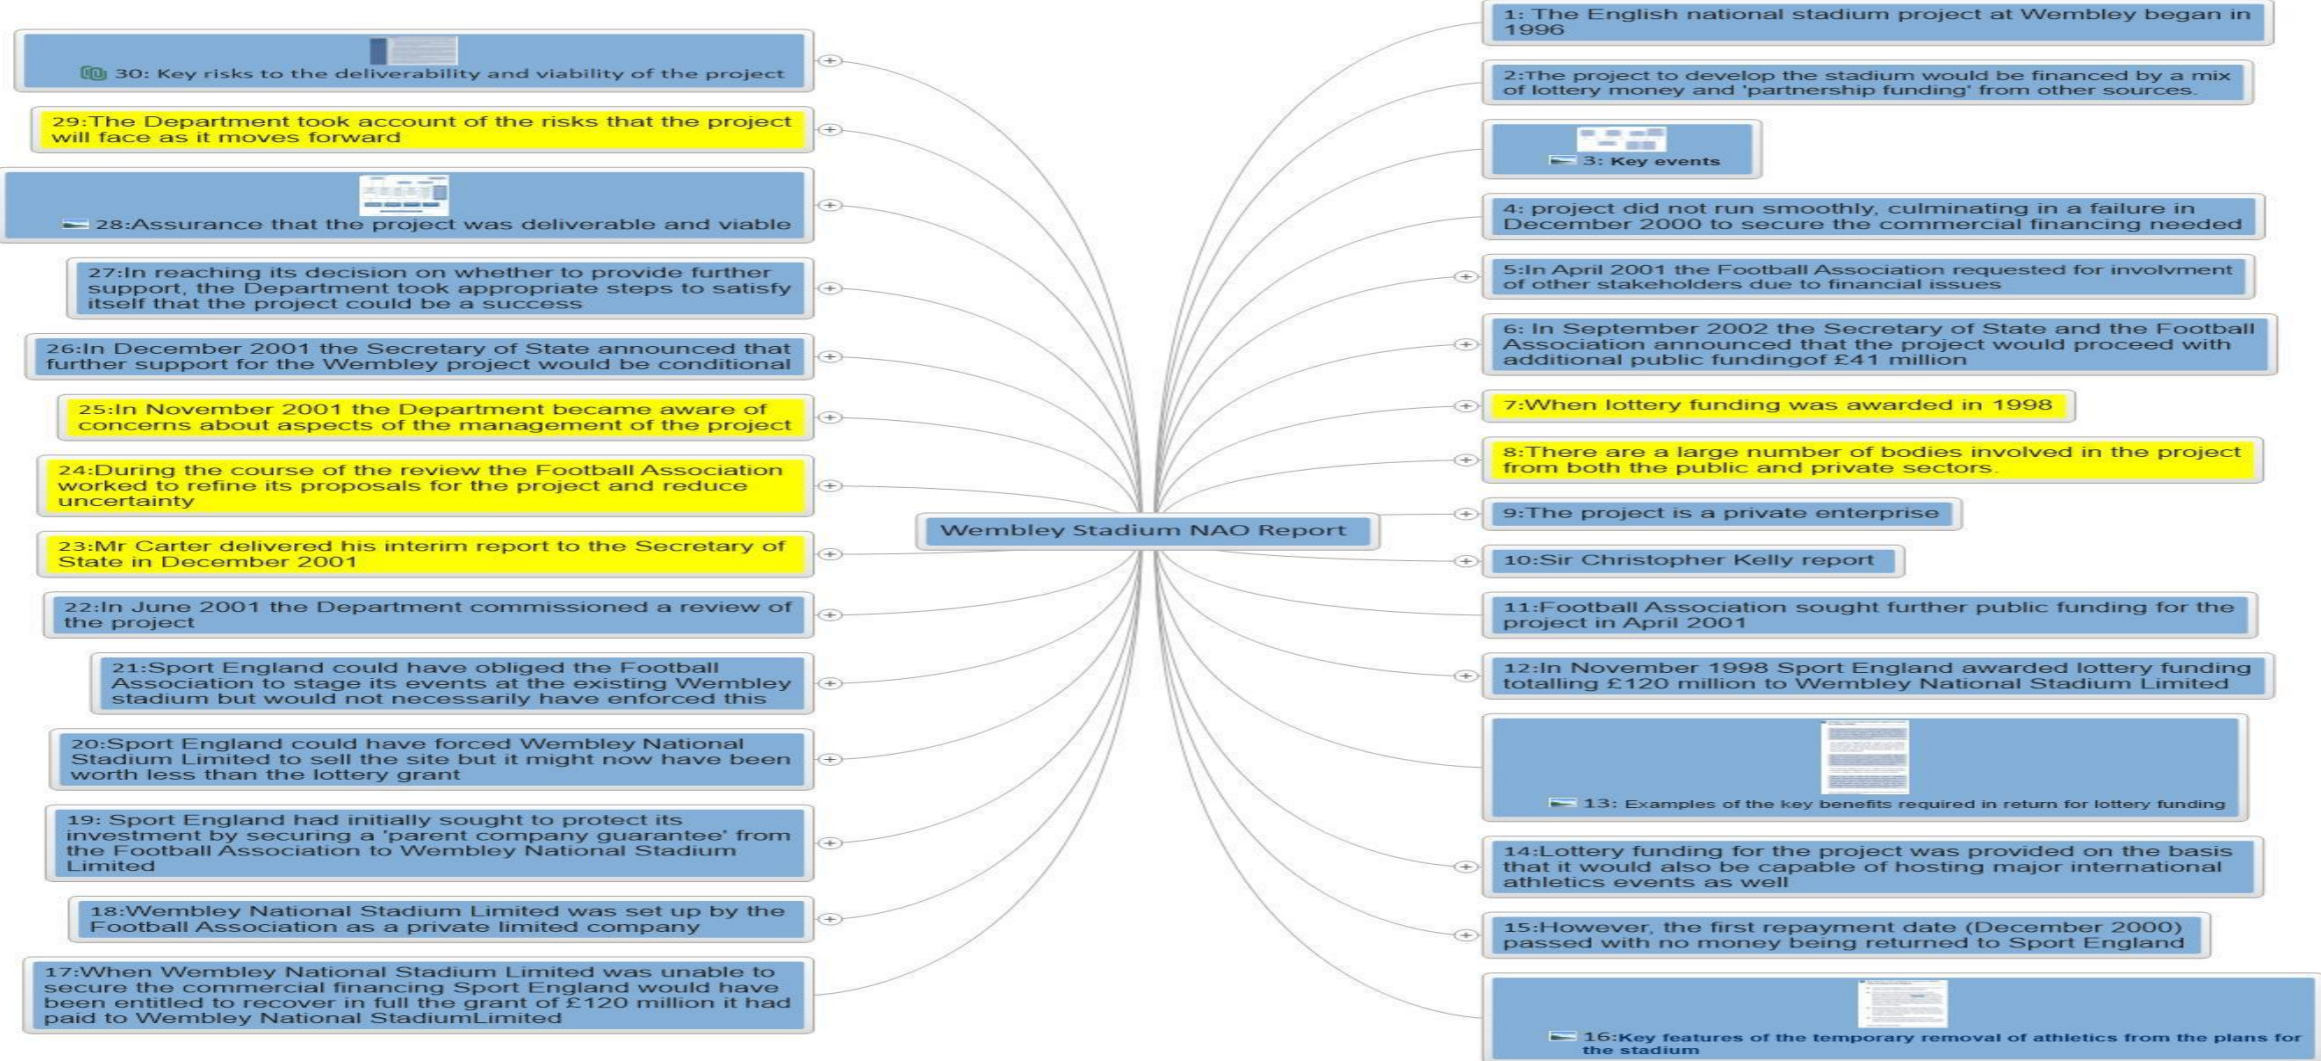 1: The English national stadium project at Wembley began in
1996
2:The project to develop the stadium would be financed by a mix
of lottery money and 'partnership funding' from other sources.
3: Key events
4: project did not run smoothly, culminating in a failure in
December 2000 to secure the commercial financing needed
5:In April 2001 the Football Association requested for involvment
of other stakeholders due to financial issues
6: In September 2002 the Secretary of State and the Football
Association announced that the project would proceed with
additional public fundingof £41 million
7:When lottery funding was awarded in 1998
8:There are a large number of bodies involved in the project
from both the public and private sectors.
9:The project is a private enterprise
10:Sir Christopher Kelly report
11:Football Association sought further public funding for the
project in April 2001
12:In November 1998 Sport England awarded lottery funding
totalling £120 million to Wembley National Stadium Limited
13: Examples of the key benefits required in return for lottery funding
14:Lottery funding for the project was provided on the basis
that it would also be capable of hosting major international
athletics events as well
15:However, the first repayment date (December 2000)
passed with no money being returned to Sport England
16:Key features of the temporary removal of athletics from the plans for
the stadium
Wembley Stadium NAO Report
30: Key risks to the deliverability and viability of the project
29:The Department took account of the risks that the project
will face as it moves forward
28:Assurance that the project was deliverable and viable
27:In reaching its decision on whether to provide further
support, the Department took appropriate steps to satisfy
itself that the project could be a success
26:In December 2001 the Secretary of State announced that
further support for the Wembley project would be conditional
25:In November 2001 the Department became aware of
concerns about aspects of the management of the project
24:During the course of the review the Football Association
worked to refine its proposals for the project and reduce
uncertainty
23:Mr Carter delivered his interim report to the Secretary of
State in December 2001
22:In June 2001 the Department commissioned a review of
the project
21:Sport England could have obliged the Football
Association to stage its events at the existing Wembley
stadium but would not necessarily have enforced this
20:Sport England could have forced Wembley National
Stadium Limited to sell the site but it might now have been
worth less than the lottery grant
19: Sport England had initially sought to protect its
investment by securing a 'parent company guarantee' from
the Football Association to Wembley National Stadium
Limited
18:Wembley National Stadium Limited was set up by the
Football Association as a private limited company
17:When Wembley National Stadium Limited was unable to
secure the commercial financing Sport England would have
been entitled to recover in full the grant of £120 million it had
paid to Wembley National StadiumLimited